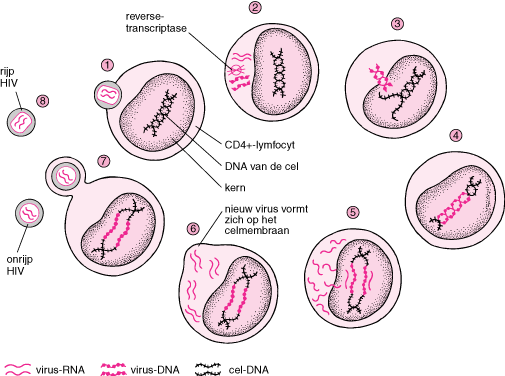 reverse-
transcriptase
2
3
rijp
HIV
1
8
CD4+-lymfocyt
DNA van de cel
kern
4
7
nieuw virus vormt
zich op het
celmembraan
6
5
onrijp
HIV
virus-RNA
virus-DNA
cel-DNA